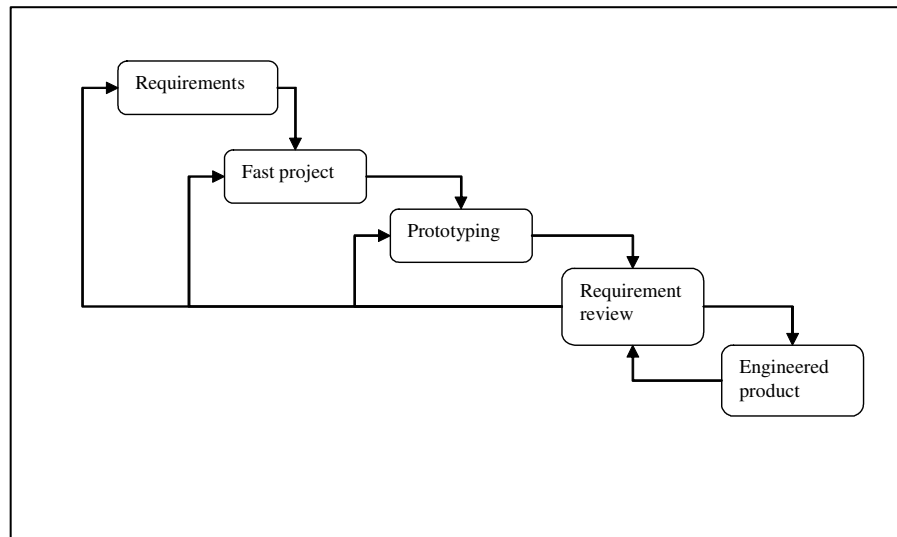 Requirements
Fast project
Prototyping
Requirement
review
Engineered
product